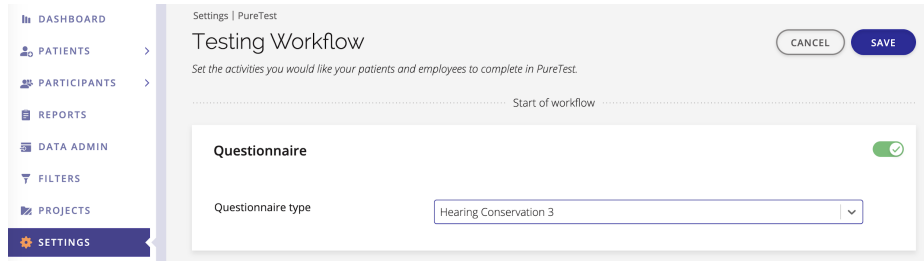 DASHBOARD
PATIENTS
PARTICIPANTS
REPORTS
DATA ADMIN
FILTERS
PROJECTS
SETTINGS
Settings | PureTest
Testing Workflow
CANCEL
SAVE
Set the activities you would like your patients and employees to complete in PureTest.
Start of workflow
Questionnaire
Questionnaire type
Hearing Conservation 3